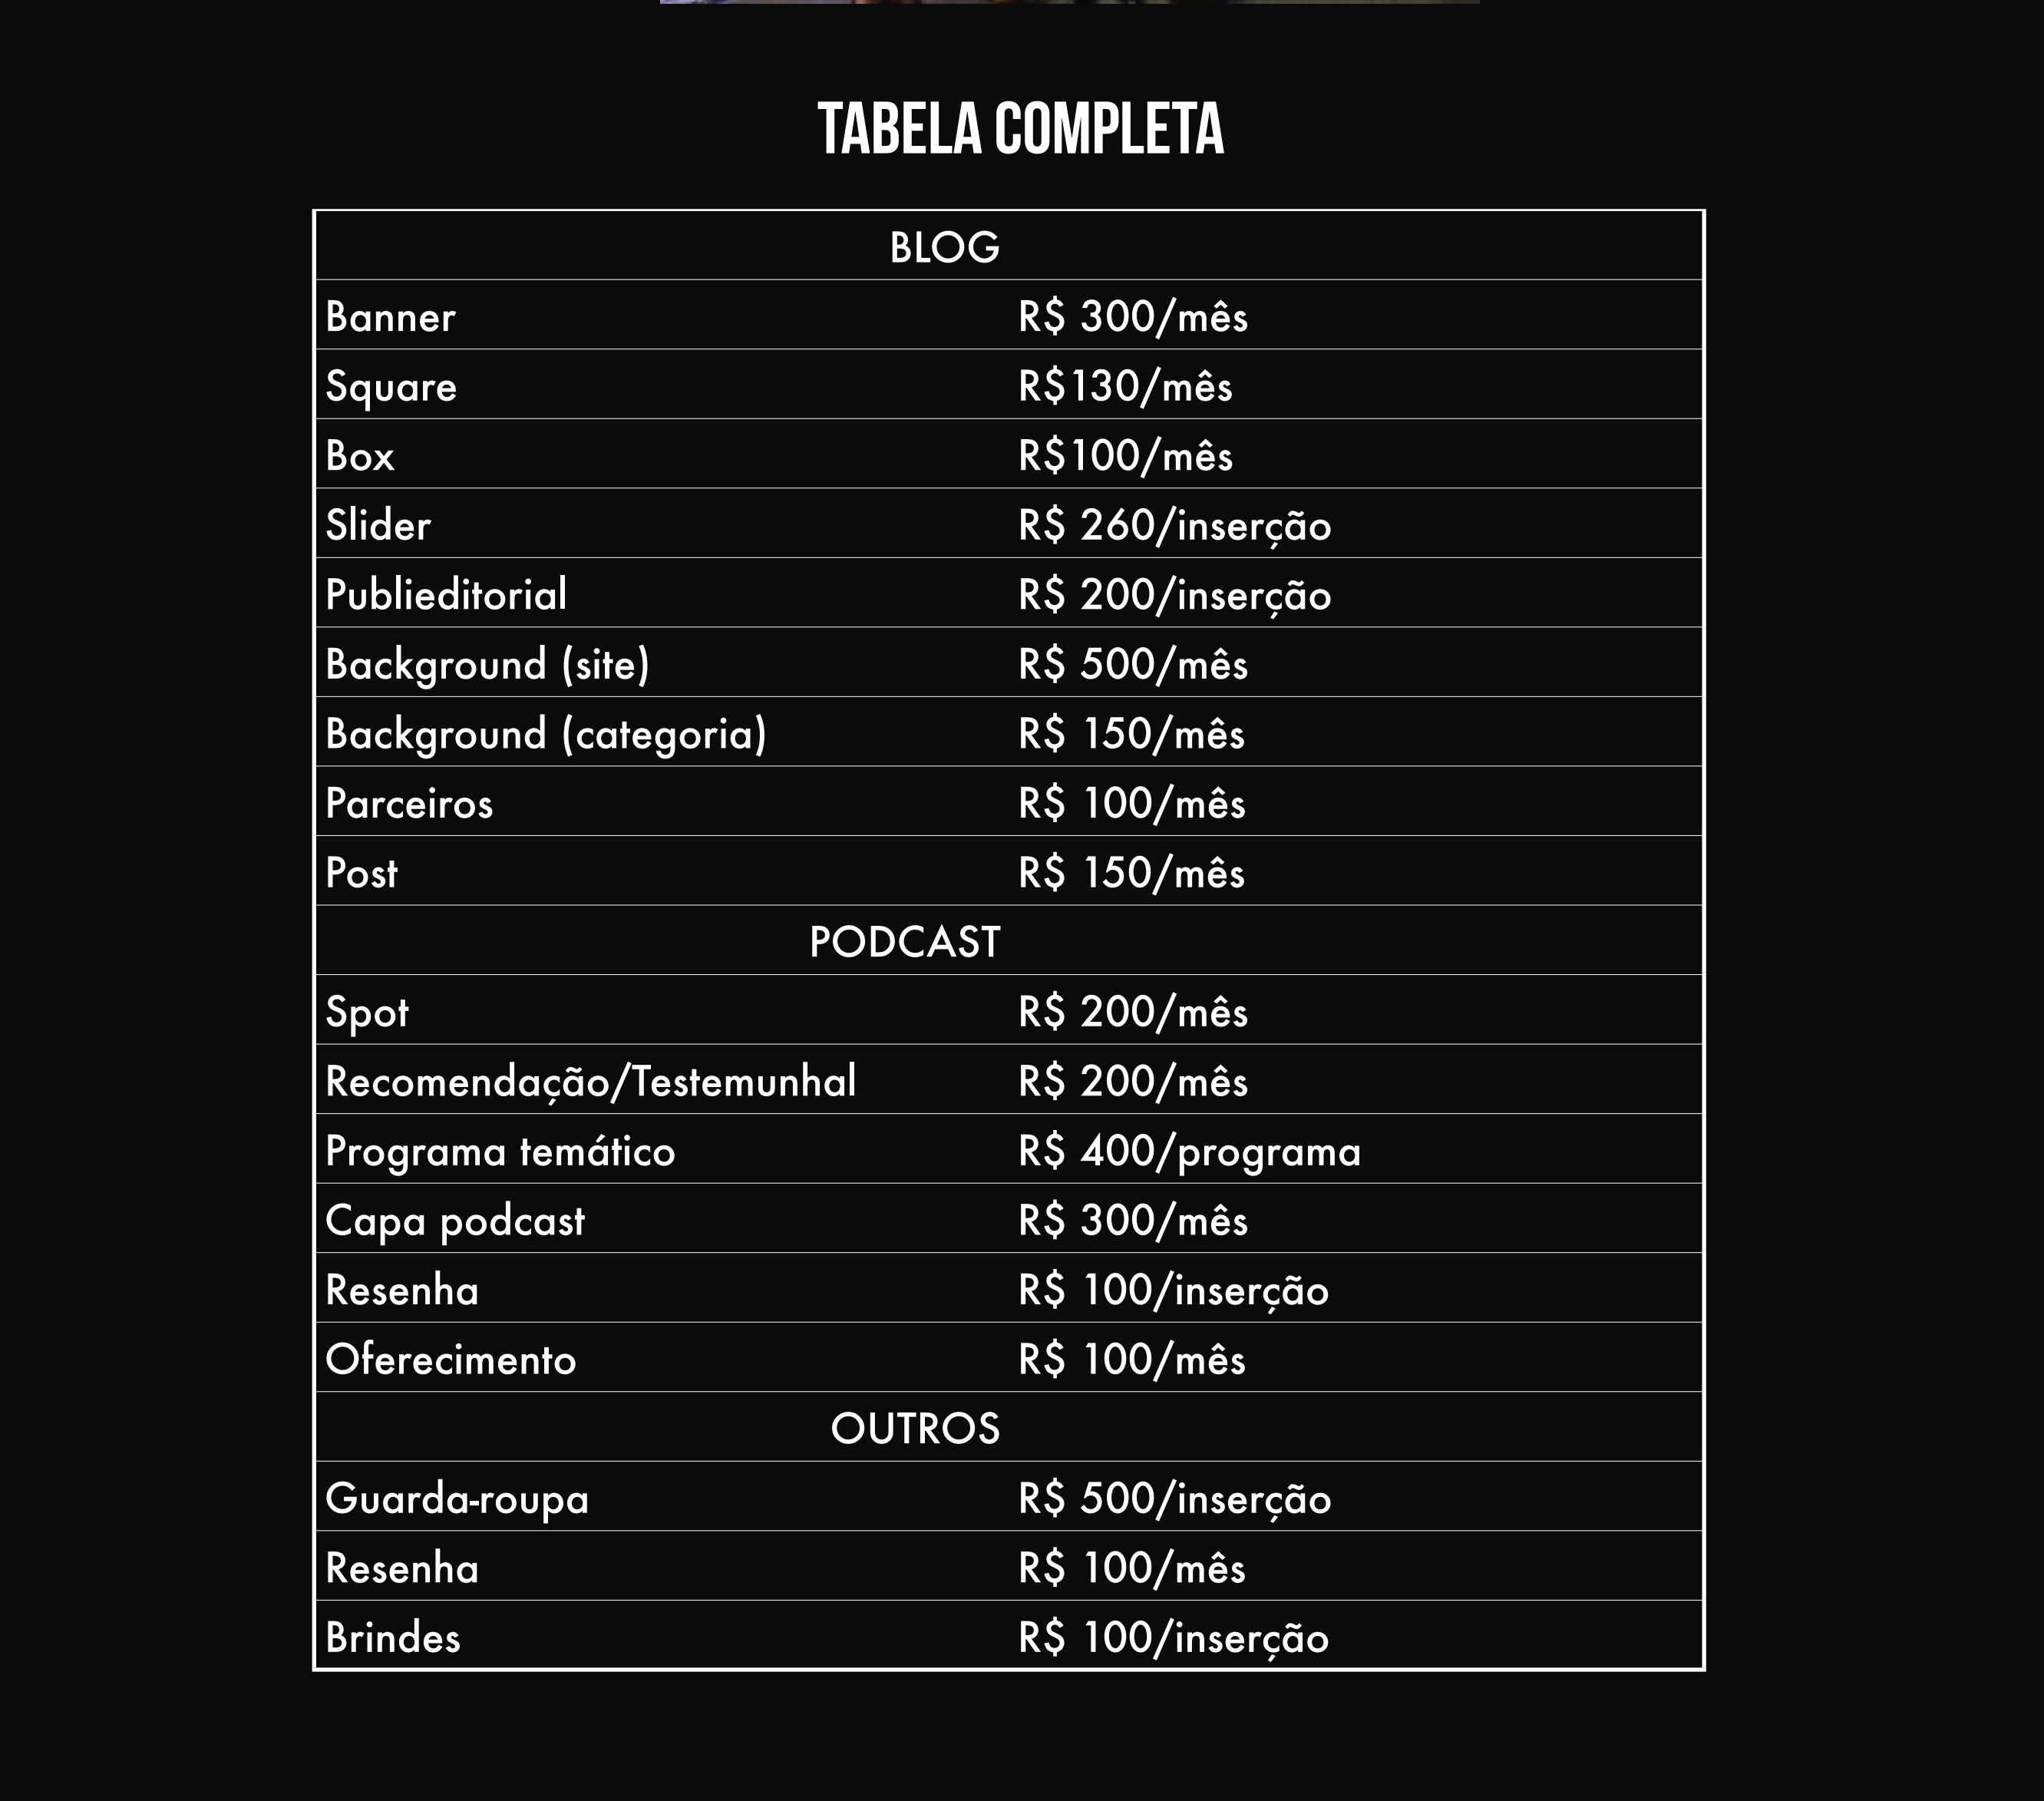 TABELA COMPLETA
BLOG
Banner R$ 300/mês
Square R$130/mês
Box R$100/mês
Slider R$ 260/inserção
Publieditorial R$ 200/inserção
Background (site) R$ 500/mês
Background (categoria) R$ 150/mês
Parceiros R$ 100/mês
Post R$ 150/mês
PODCAST
Spot R$ 200/mês
Recomendação/Testemunhal R$ 200/mês
Programa temático R$ 400/programa
Capa podcast R$ 300/mês
Resenha R$ 100/inserção
Oferecimento R$ 100/mês
OUTROS
Guarda-roupa R$ 500/inserção
Resenha R$ 100/mês
Brindes R$ 100/inserção